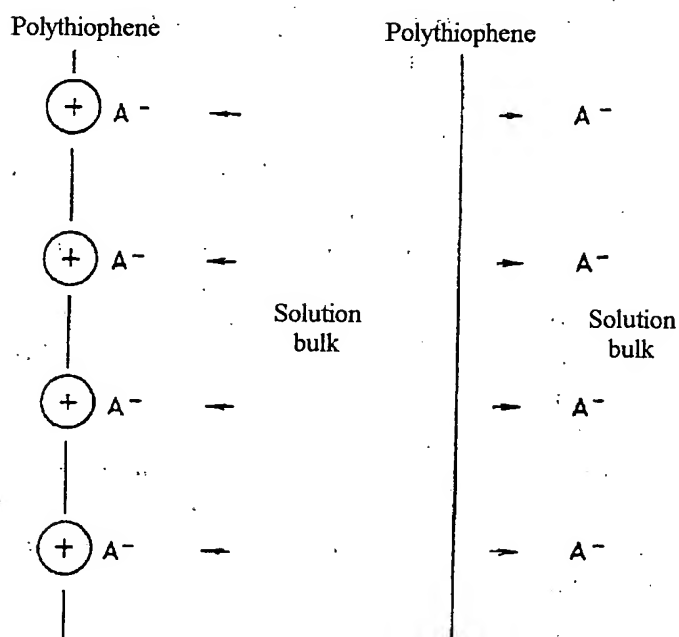 Polythiophene
Polythiophene
+ A⁻
A⁻
+ A⁻
A⁻
Solution
bulk
Solution
bulk
+ A⁻
A⁻
+ A⁻
A⁻